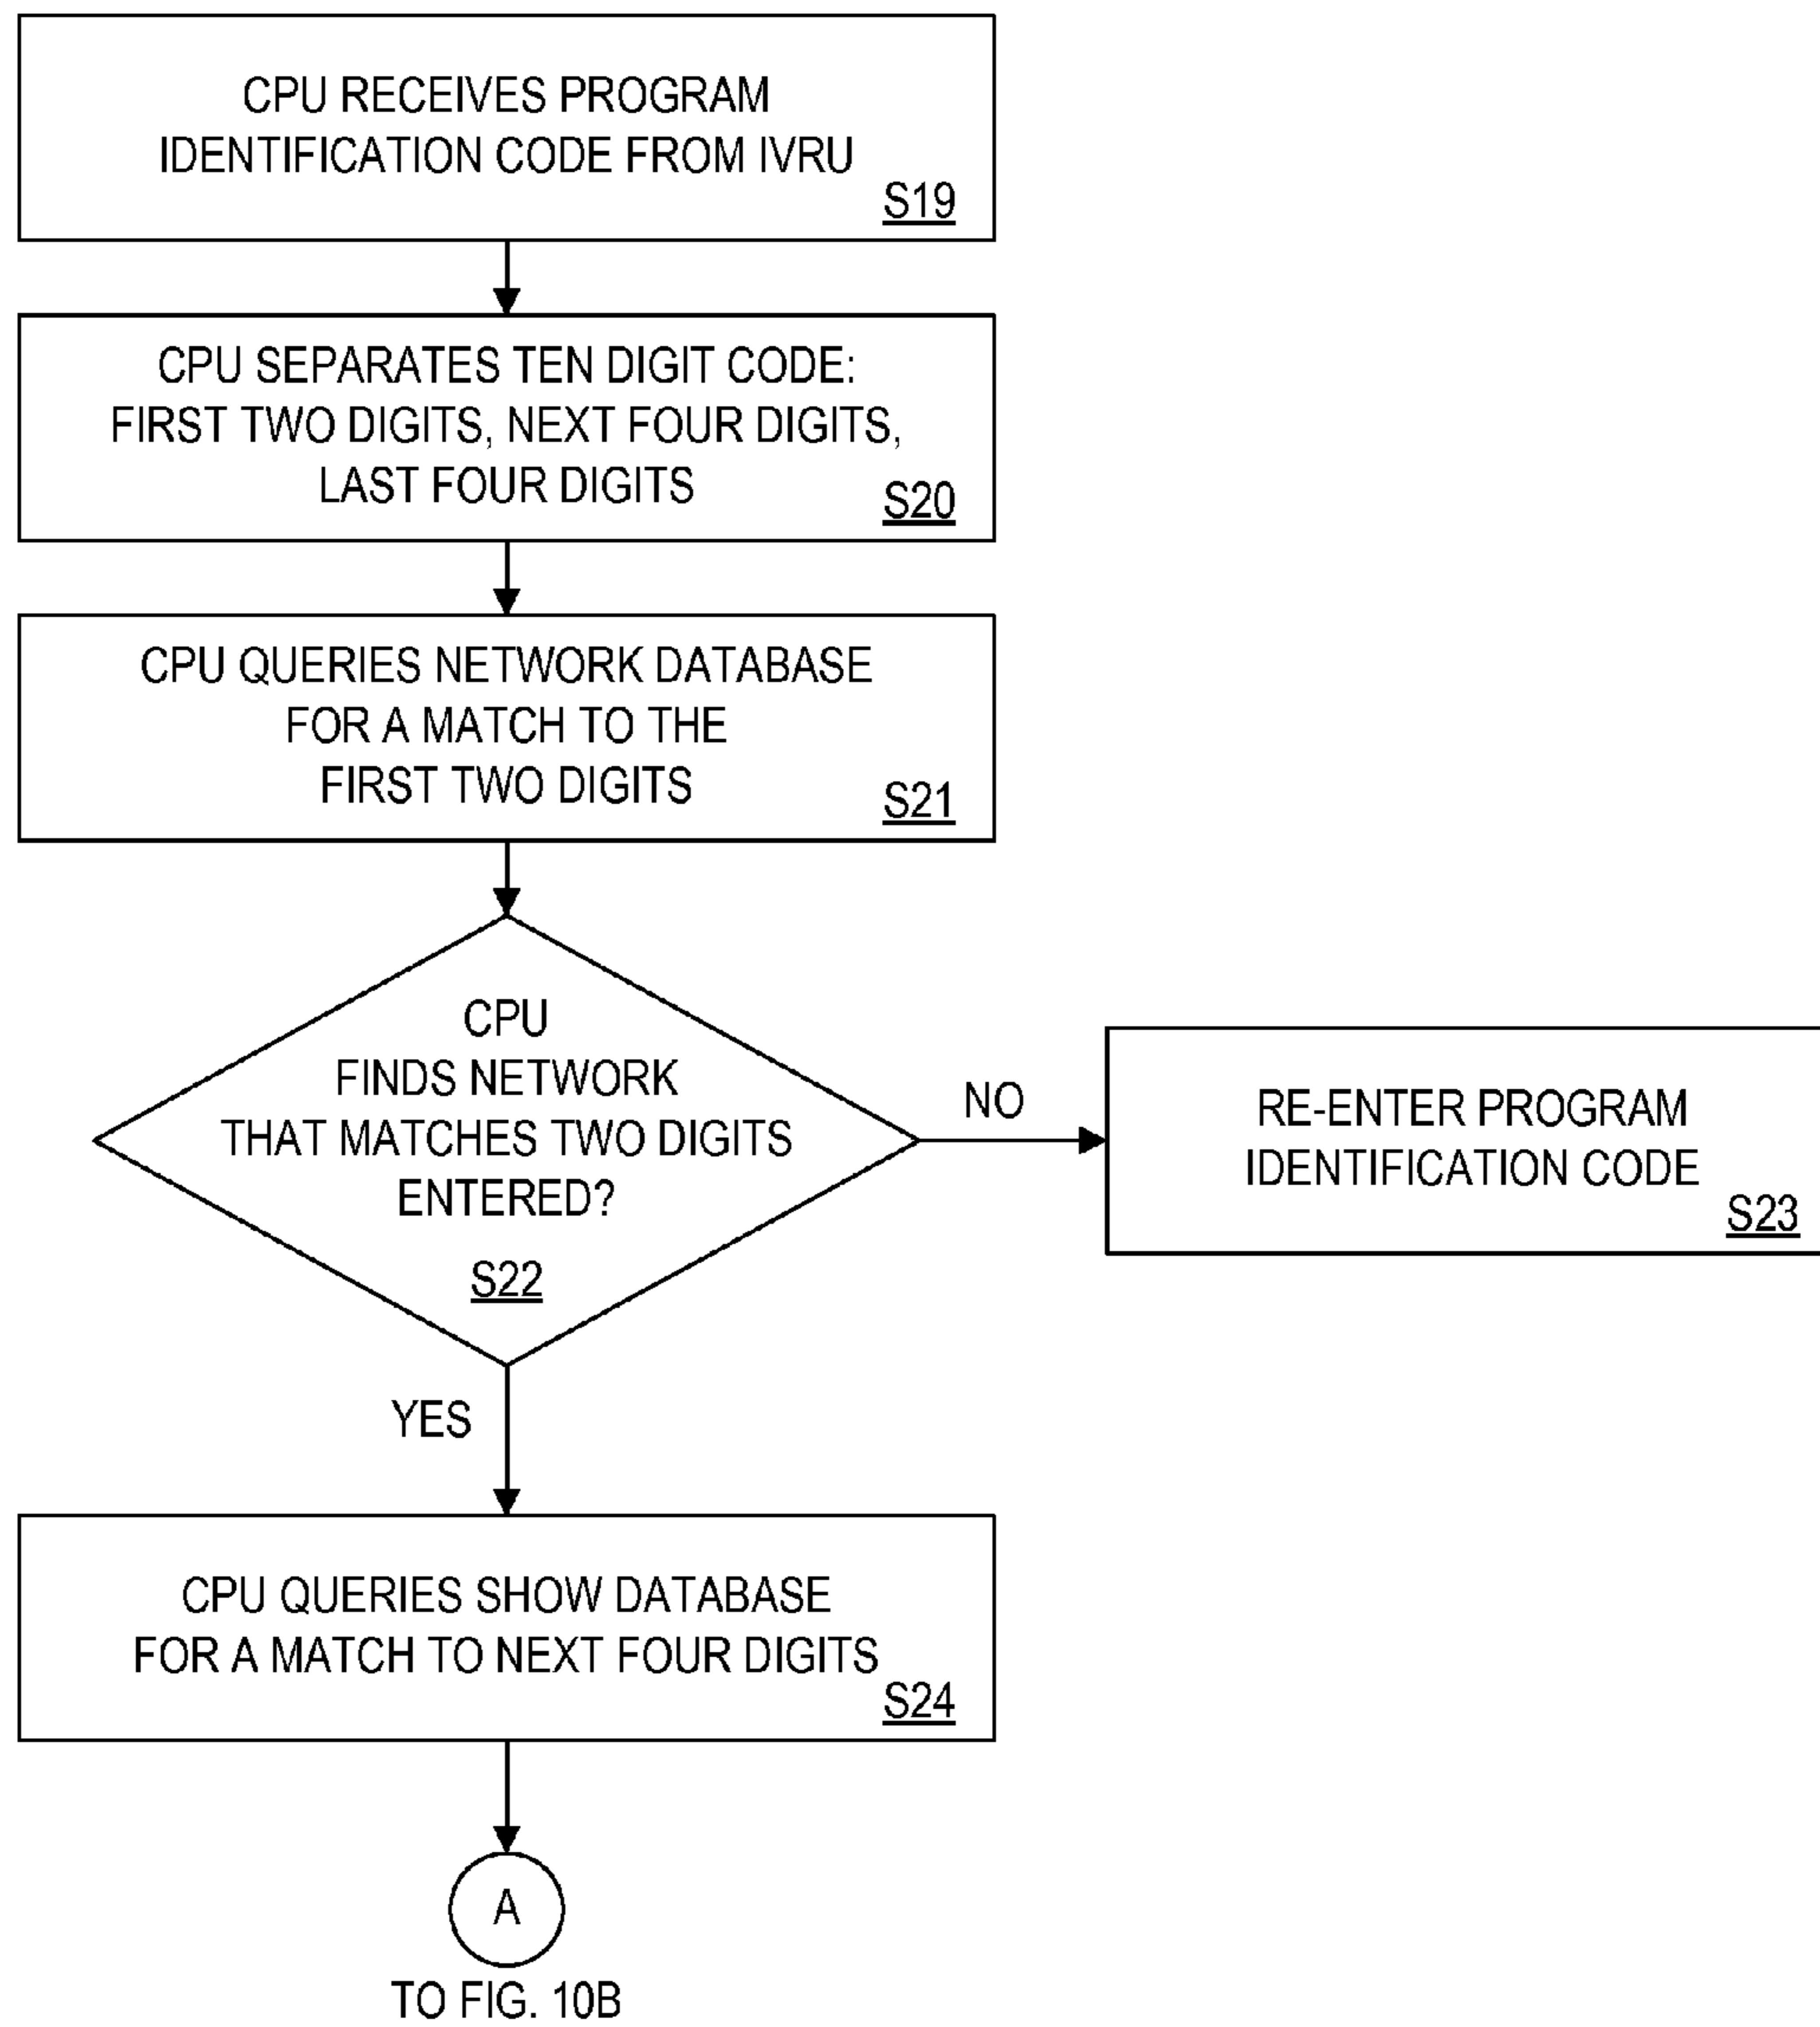 CPU RECEIVES PROGRAM
IDENTIFICATION CODE FROM IVRU
S19
CPU SEPARATES TEN DIGIT CODE:
FIRST TWO DIGITS, NEXT FOUR DIGITS,
LAST FOUR DIGITS
S20
CPU QUERIES NETWORK DATABASE
FOR A MATCH TO THE
FIRST TWO DIGITS
S21
CPU
FINDS NETWORK
THAT MATCHES TWO DIGITS
ENTERED?
S22
NO
RE-ENTER PROGRAM
IDENTIFICATION CODE
S23
YES
CPU QUERIES SHOW DATABASE
FOR A MATCH TO NEXT FOUR DIGITS
S24
A
TO FIG. 10B